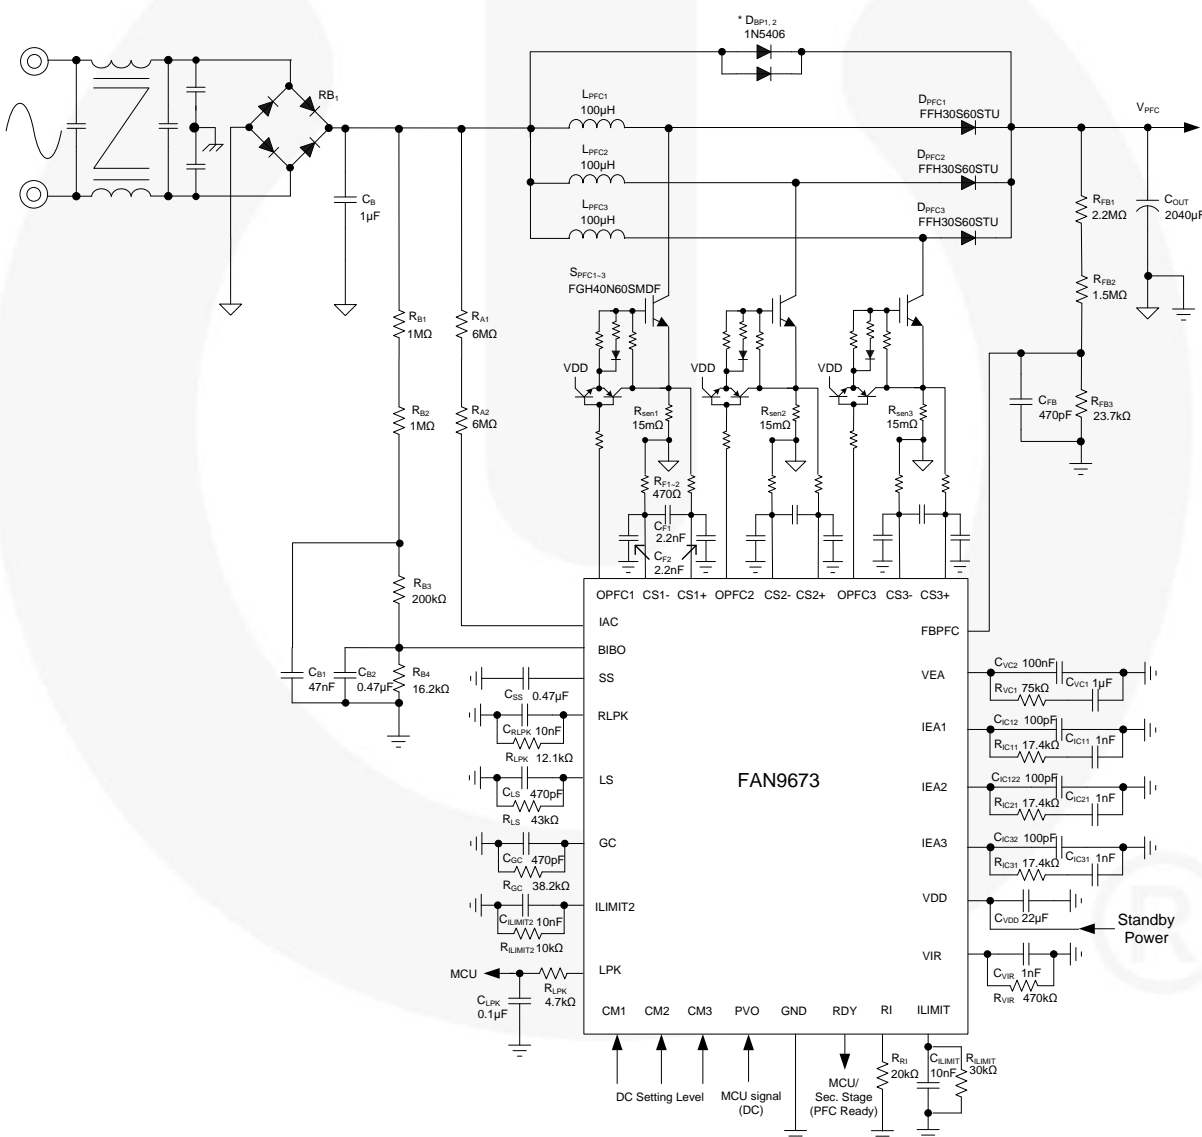 * DBP1, 2
1N5406
RB1
LPFC1
100µH
DPFC1
FFH30S60STU
VPFC
LPFC2
100µH
DPFC2
FFH30S60STU
LPFC3
100µH
DPFC3
FFH30S60STU
CB
1µF
RFB1
2.2MΩ
COUT
2040µF
SPFC1~3
FGH40N60SMDF
RFB2
1.5MΩ
RB1
1MΩ
RA1
6MΩ
VDD
VDD
VDD
RB2
1MΩ
RA2
6MΩ
Rsen1
15mΩ
Rsen2
15mΩ
Rsen3
15mΩ
CFB
470pF
RFB3
23.7kΩ
RF1~2
470Ω
CF1
2.2nF
CF2
2.2nF
RB3
200kΩ
OPFC1 CS1- CS1+ OPFC2 CS2- CS2+ OPFC3 CS3- CS3+
IAC
FBPFC
BIBO
CB1
47nF
CB2
0.47µF
RB4
16.2kΩ
SS
CSS 0.47µF
VEA
CVC2 100nF
CVC1 1µF
RVC1 75kΩ
RLPK
CRLPK 10nF
RLPK 12.1kΩ
IEA1
CIC12 100pF
CIC11 1nF
RIC11 17.4kΩ
LS
CLS 470pF
RLS 43kΩ
FAN9673
IEA2
CIC122 100pF
CIC21 1nF
RIC21 17.4kΩ
GC
CGC 470pF
RGC 38.2kΩ
IEA3
CIC32 100pF
CIC31 1nF
RIC31 17.4kΩ
ILIMIT2
CILIMIT2 10nF
RILIMIT2 10kΩ
VDD
CVDD 22µF
Standby
Power
MCU
LPK
RLPK
4.7kΩ
CLPK
0.1µF
VIR
CVIR 1nF
RVIR 470kΩ
CM1 CM2 CM3 PVO GND RDY RI ILIMIT
RRI
20kΩ
CILIMIT
10nF
RILIMIT
30kΩ
DC Setting Level
MCU signal
(DC)
MCU/
Sec. Stage
(PFC Ready)
R